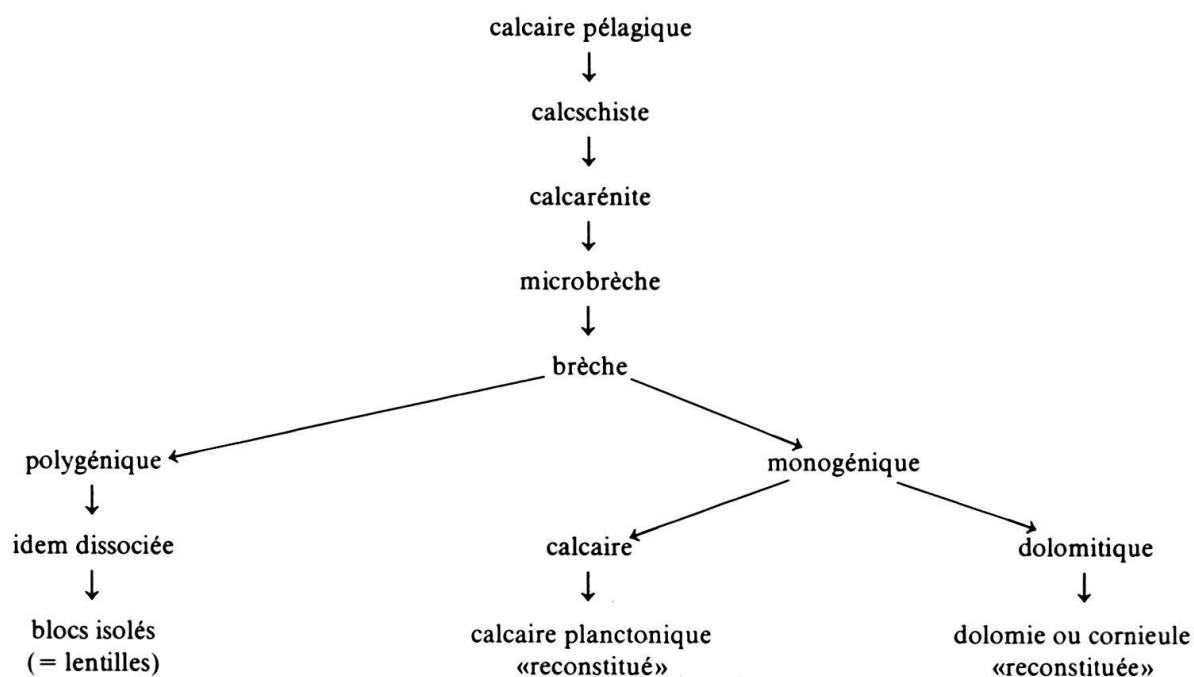 calcaire pélagique
calcschiste
calcarénite
microbrèche
brèche
polygénique
monogénique
idem dissociée
calcaire
dolomitique
blocs isolés
(= lentilles)
calcaire planctonique
«reconstitué»
dolomie ou cornieule
«reconstituée»